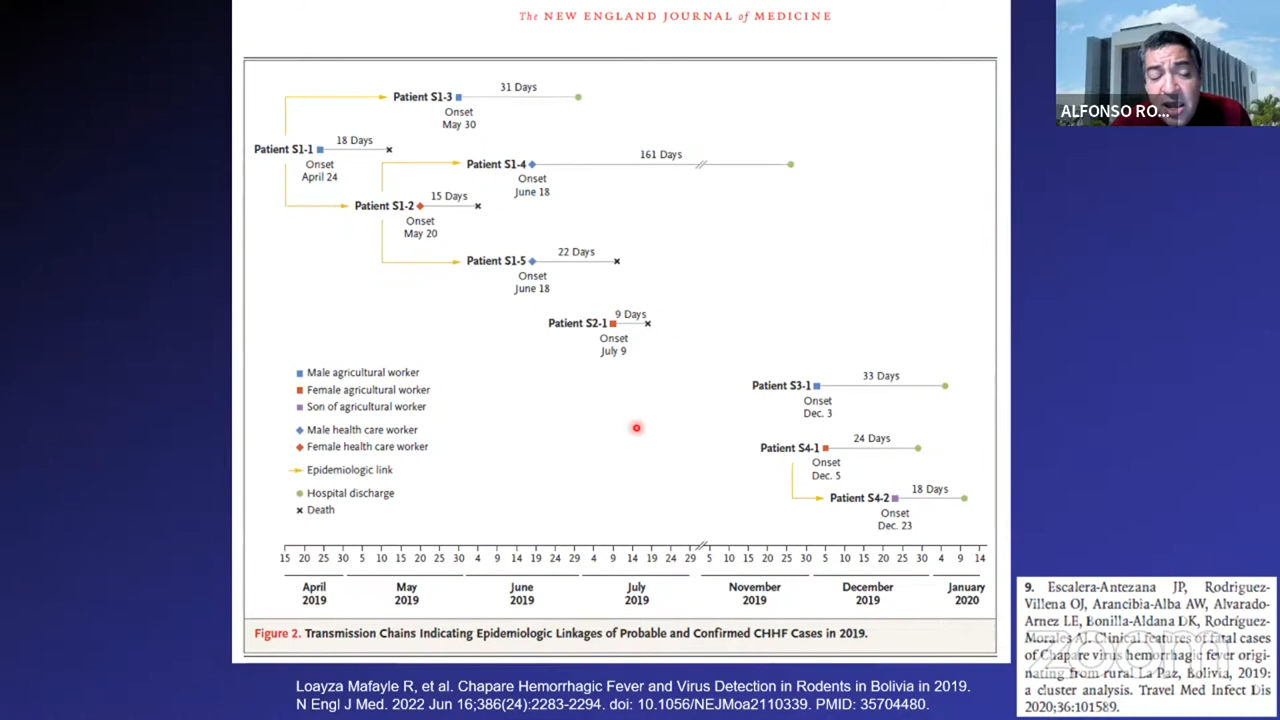 The NEW ENGLAND JOURNAL of MEDICINE
ALFONSO RO...
31 Days
Patient S1-3
Onset
May 30
18 Days
Patient S1-1
Onset
April 24
161 Days
Patient S1-4
Onset
June 18
15 Days
Patient S1-2
Onset
May 20
22 Days
Patient S1-5
Onset
June 18
9 Days
Patient S2-1
Onset
July 9
33 Days
Patient S3-1
Onset
Dec. 3
24 Days
Patient S4-1
Onset
Dec. 5
18 Days
Patient S4-2
Onset
Dec. 23
Male agricultural worker
Female agricultural worker
Son of agricultural worker
Male health care worker
Female health care worker
Epidemiologic link
Hospital discharge
Death
15 20 25 30 5 10 15 20 25 30 4 9 14 19 24 29 4 9 14 19 24 29 5 10 15 20 25 30 5 10 15 20 25 30 4 9 14
April 2019
May 2019
June 2019
July 2019
November 2019
December 2019
January 2020
Figure 2. Transmission Chains Indicating Epidemiologic Linkages of Probable and Confirmed CHHF Cases in 2019.
Loayza Mafayle R, et al. Chapare Hemorrhagic Fever and Virus Detection in Rodents in Bolivia in 2019.
N Engl J Med. 2022 Jun 16;386(24):2283-2294. doi: 10.1056/NEJMoa2110339. PMID: 35704480.
9. Escalera-Antezana JP, Rodriguez-
Villena OJ, Arancibia-Alba AW, Alvarado-
Arnez LE, Bonilla-Aldana DK, Rodríguez-
Morales AJ. Clinical features of fatal cases
of Chapare virus hemorrhagic fever origi-
nating from rural La Paz, Bolivia, 2019:
a cluster analysis. Travel Med Infect Dis
2020;36:101589.
zoom